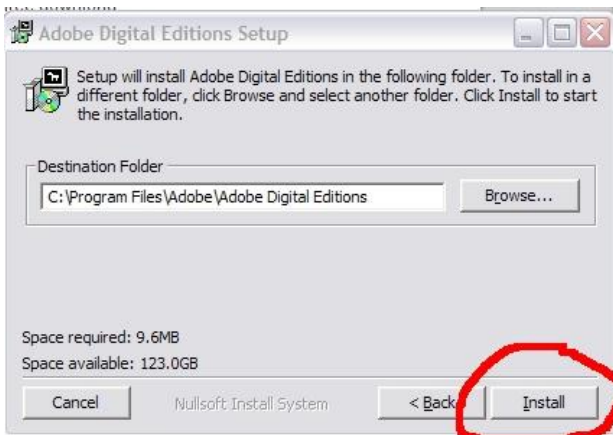 free download
Adobe Digital Editions Setup
Setup will install Adobe Digital Editions in the following folder. To install in a
different folder, click Browse and select another folder. Click Install to start
the installation.
Destination Folder
C:\Program Files\Adobe\Adobe Digital Editions
Browse...
Space required: 9.6MB
Space available: 123.0GB
Cancel
Nullsoft Install System
< Back
Install